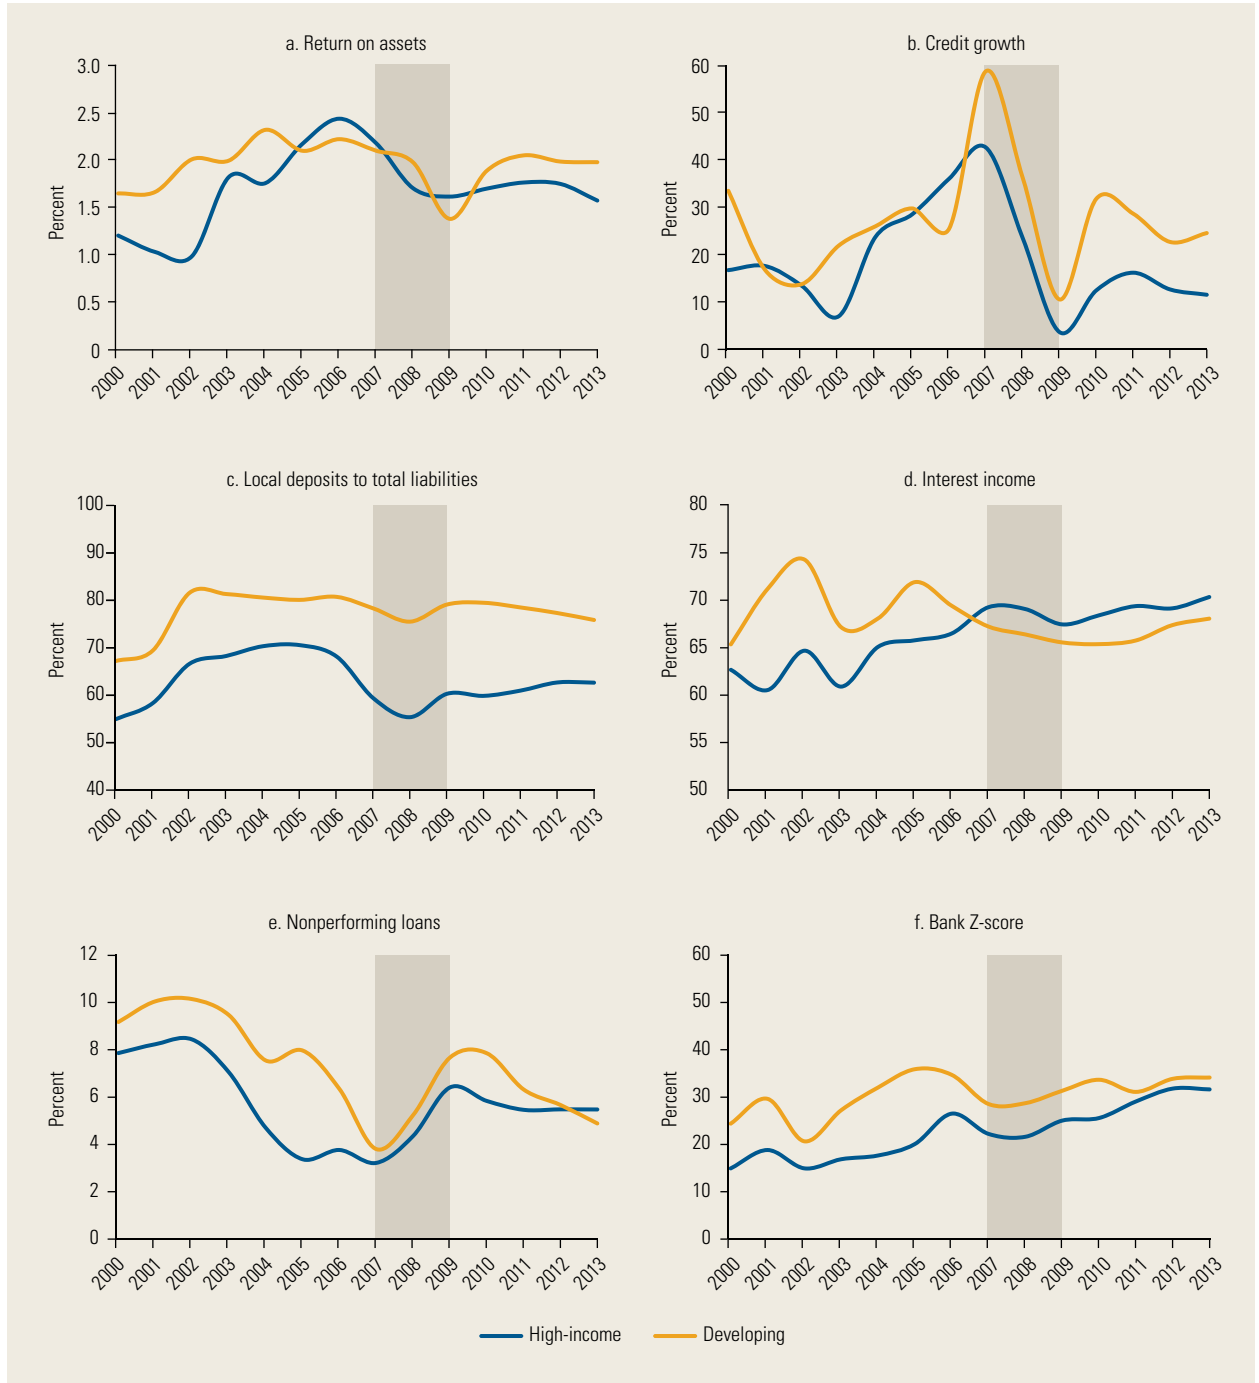 a. Return on assets
Percent
3.0
2.5
2.0
1.5
1.0
0.5
0
2000 2001 2002 2003 2004 2005 2006 2007 2008 2009 2010 2011 2012 2013
b. Credit growth
Percent
60
50
40
30
20
10
0
2000 2001 2002 2003 2004 2005 2006 2007 2008 2009 2010 2011 2012 2013
c. Local deposits to total liabilities
Percent
100
90
80
70
60
50
40
2000 2001 2002 2003 2004 2005 2006 2007 2008 2009 2010 2011 2012 2013
d. Interest income
Percent
80
75
70
65
60
55
50
2000 2001 2002 2003 2004 2005 2006 2007 2008 2009 2010 2011 2012 2013
e. Nonperforming loans
Percent
12
10
8
6
4
2
0
2000 2001 2002 2003 2004 2005 2006 2007 2008 2009 2010 2011 2012 2013
f. Bank Z-score
Percent
60
50
40
30
20
10
0
2000 2001 2002 2003 2004 2005 2006 2007 2008 2009 2010 2011 2012 2013
High-income
Developing